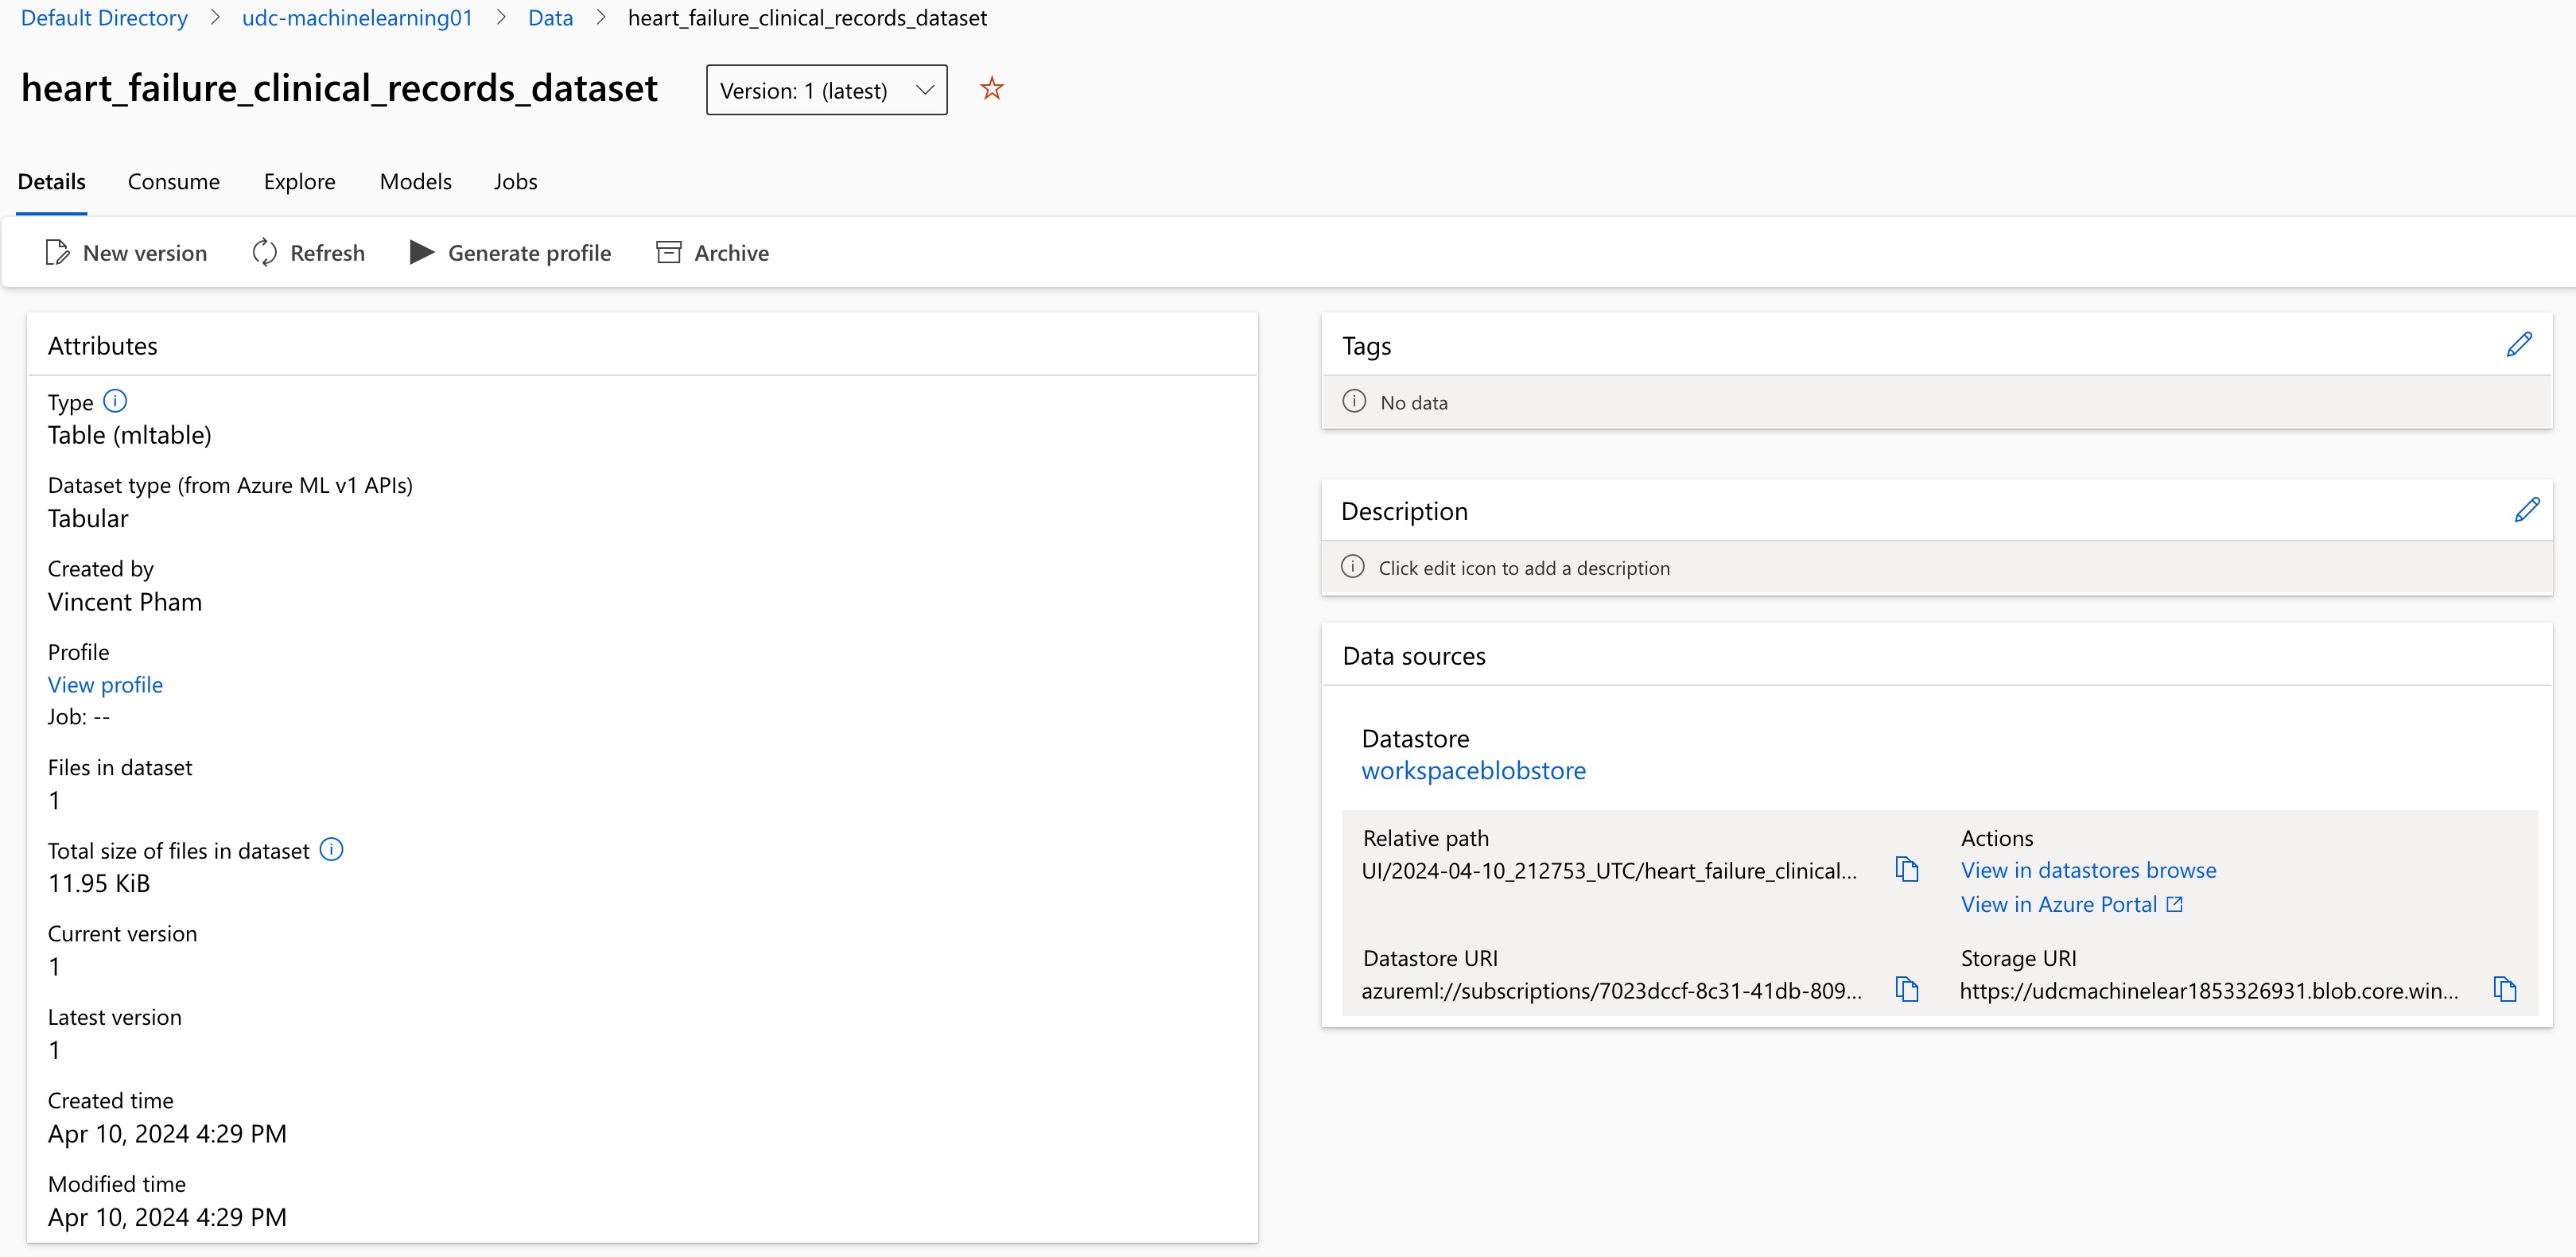 Default Directory > udc-machinelearning01 > Data > heart_failure_clinical_records_dataset
heart_failure_clinical_records_dataset
Version: 1 (latest)
Details Consume Explore Models Jobs
New version Refresh Generate profile Archive
Attributes
Type
Table (mltable)
Dataset type (from Azure ML v1 APIs)
Tabular
Created by
Vincent Pham
Profile
View profile
Job: --
Files in dataset
1
Total size of files in dataset
11.95 KiB
Current version
1
Latest version
1
Created time
Apr 10, 2024 4:29 PM
Modified time
Apr 10, 2024 4:29 PM
Tags
No data
Description
Click edit icon to add a description
Data sources
Datastore
workspaceblobstore
Relative path
UI/2024-04-10_212753_UTC/heart_failure_clinical...
Actions
View in datastores browse
View in Azure Portal
Datastore URI
azureml://subscriptions/7023dccf-8c31-41db-809...
Storage URI
https://udcmachinelear1853326931.blob.core.win...